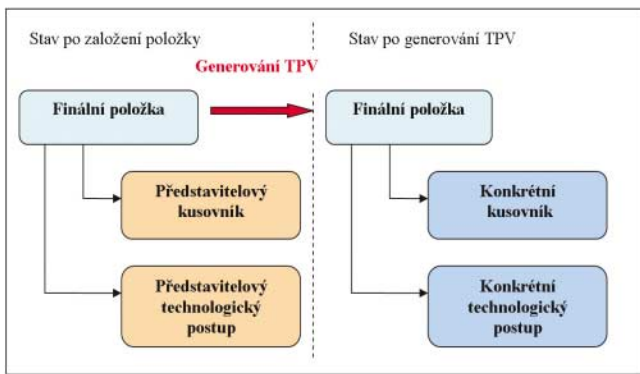 Stav po založení položky
Stav po generování TPV
Generování TPV
Finální položka
Finální položka
Představitelový
kusovník
Konkrétní
kusovník
Představitelový
technologický
postup
Konkrétní
technologický
postup